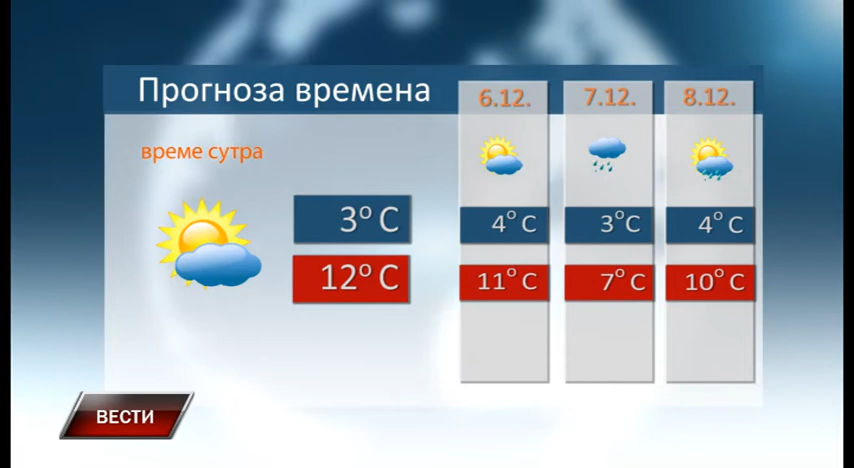 Прогноза времена
време сутра
3° C
12° C
6.12. 7.12. 8.12.
4° C 3°C 4° C
11° C 7° C 10° C
ВЕСТИ